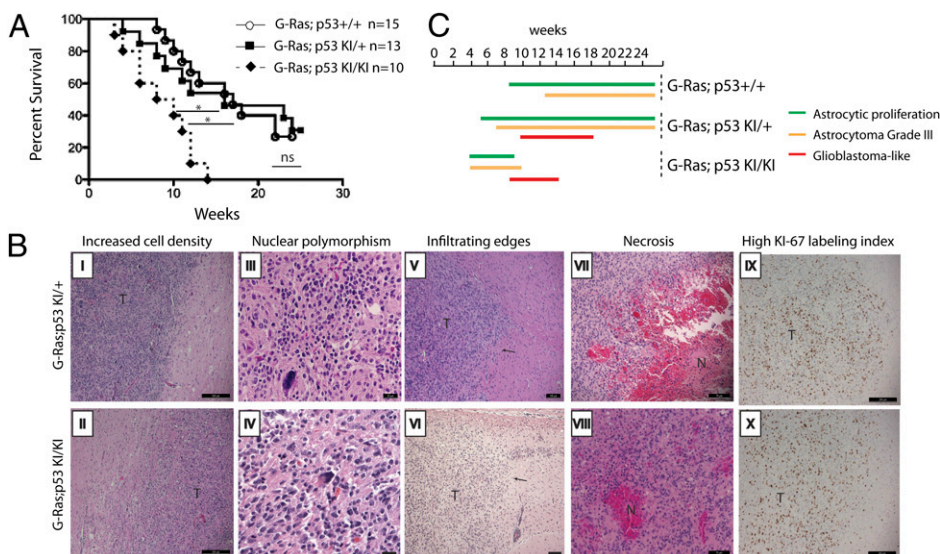 A
G-Ras; p53+/+ n=15
G-Ras; p53 KI/+ n=13
G-Ras; p53 KI/KI n=10
Percent Survival
100
80
60
40
20
0
*
*
ns
0 10 20 30
Weeks
C
weeks
0 2 4 6 8 10 12 14 16 18 20 22 24
G-Ras; p53+/+
G-Ras; p53 KI/+
G-Ras; p53 KI/KI
Astrocytic proliferation
Astrocytoma Grade III
Glioblastoma-like
B
Increased cell density
Nuclear polymorphism
Infiltrating edges
Necrosis
High KI-67 labeling index
G-Ras;p53 KI/+
I
T
III
V
T
VII
N
IX
T
G-Ras;p53 KI/KI
II
T
IV
VI
T
VIII
N
X
T